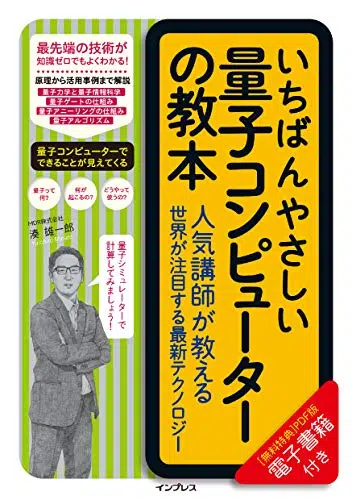 いちばんやさしい
量子コンピューター
の教本
人気講師が教える
世界が注目する最新テクノロジー
最先端の技術が
知識ゼロでもよくわかる!
原理から活用事例まで解説
量子力学と量子情報科学
量子ゲートの仕組み
量子アニーリングの仕組み
量子アルゴリズム
量子コンピューターで
できることが見えてくる
量子って
何?
何が
起こるの?
どうやって
使うの?
MDR株式会社
湊 雄一郎
Yuichiro Minato
量子シミュレーターで
計算してみましょう!
[無料特典]PDF版
電子書籍
付き
インプレス